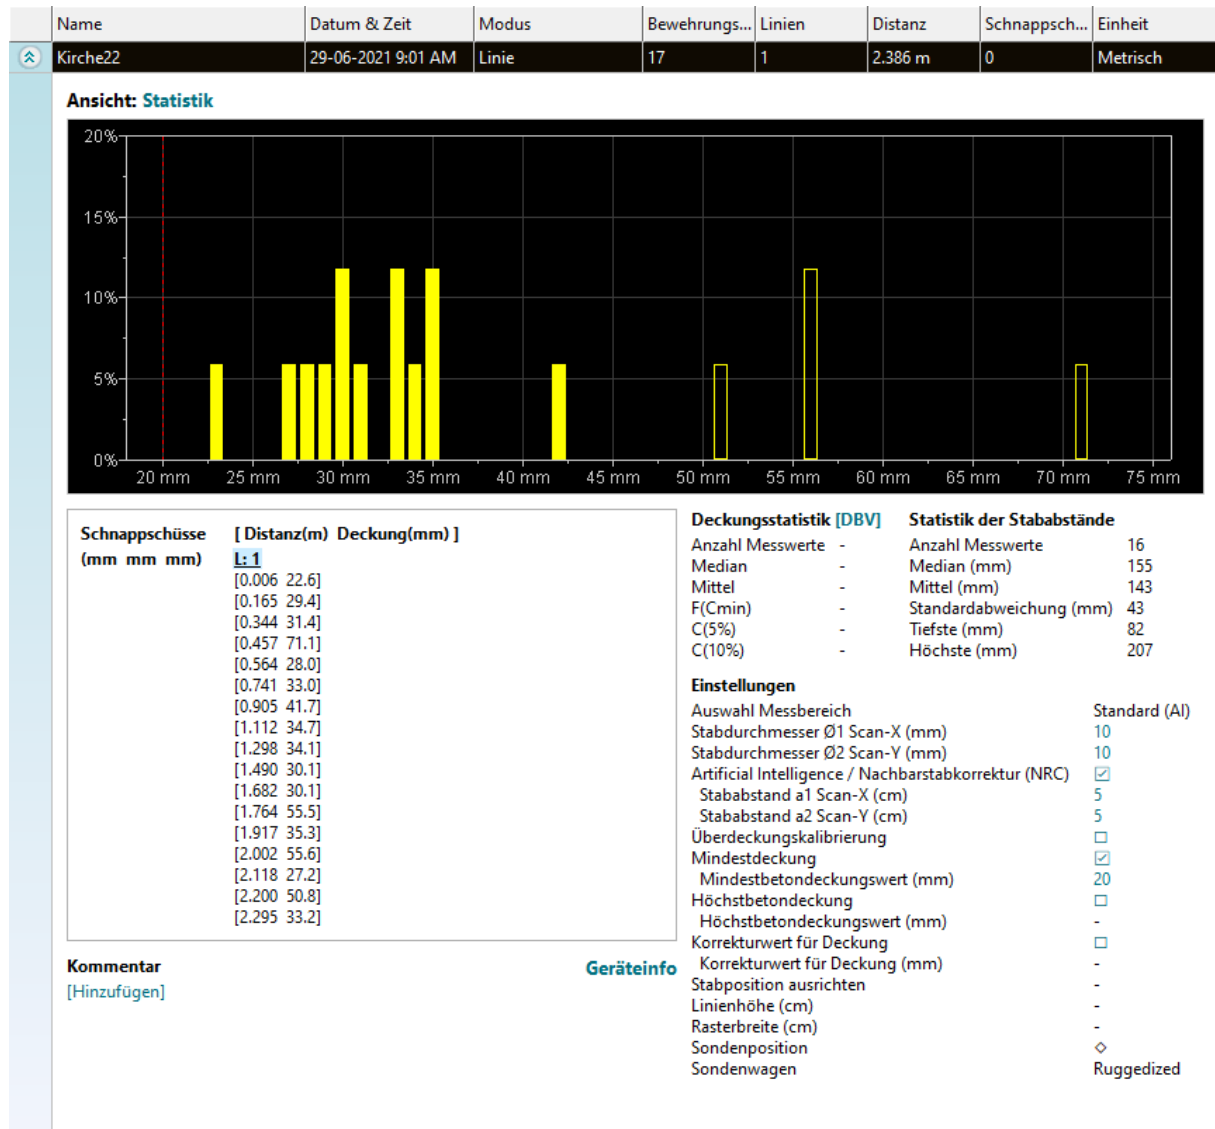 Name Datum & Zeit Modus Bewehrungs... Linien Distanz Schnappsch... Einheit
Kirche22 29-06-2021 9:01 AM Linie 17 1 2.386 m 0 Metrisch
Ansicht: Statistik
20%
15%
10%
5%
0%
20 mm 25 mm 30 mm 35 mm 40 mm 45 mm 50 mm 55 mm 60 mm 65 mm 70 mm 75 mm
Schnappschüsse [ Distanz(m) Deckung(mm) ]
(mm mm mm) L: 1
[0.006 22.6]
[0.165 29.4]
[0.344 31.4]
[0.457 71.1]
[0.564 28.0]
[0.741 33.0]
[0.905 41.7]
[1.112 34.7]
[1.298 34.1]
[1.490 30.1]
[1.682 30.1]
[1.764 55.5]
[1.917 35.3]
[2.002 55.6]
[2.118 27.2]
[2.200 50.8]
[2.295 33.2]
Kommentar Geräteinfo
[Hinzufügen]
Deckungsstatistik [DBV] Statistik der Stababstände
Anzahl Messwerte - Anzahl Messwerte 16
Median - Median (mm) 155
Mittel - Mittel (mm) 143
F(Cmin) - Standardabweichung (mm) 43
C(5%) - Tiefste (mm) 82
C(10%) - Höchste (mm) 207
Einstellungen
Auswahl Messbereich Standard (AI)
Stabdurchmesser Ø1 Scan-X (mm) 10
Stabdurchmesser Ø2 Scan-Y (mm) 10
Artificial Intelligence / Nachbarstabkorrektur (NRC)
Stababstand a1 Scan-X (cm) 5
Stababstand a2 Scan-Y (cm) 5
Überdeckungskalibrierung
Mindestdeckung
Mindestbetondeckungswert (mm) 20
Höchstbetondeckung
Höchstbetondeckungswert (mm) -
Korrekturwert für Deckung
Korrekturwert für Deckung (mm) -
Stabposition ausrichten -
Linienhöhe (cm) -
Rasterbreite (cm) -
Sondenposition
Sondenwagen Ruggedized